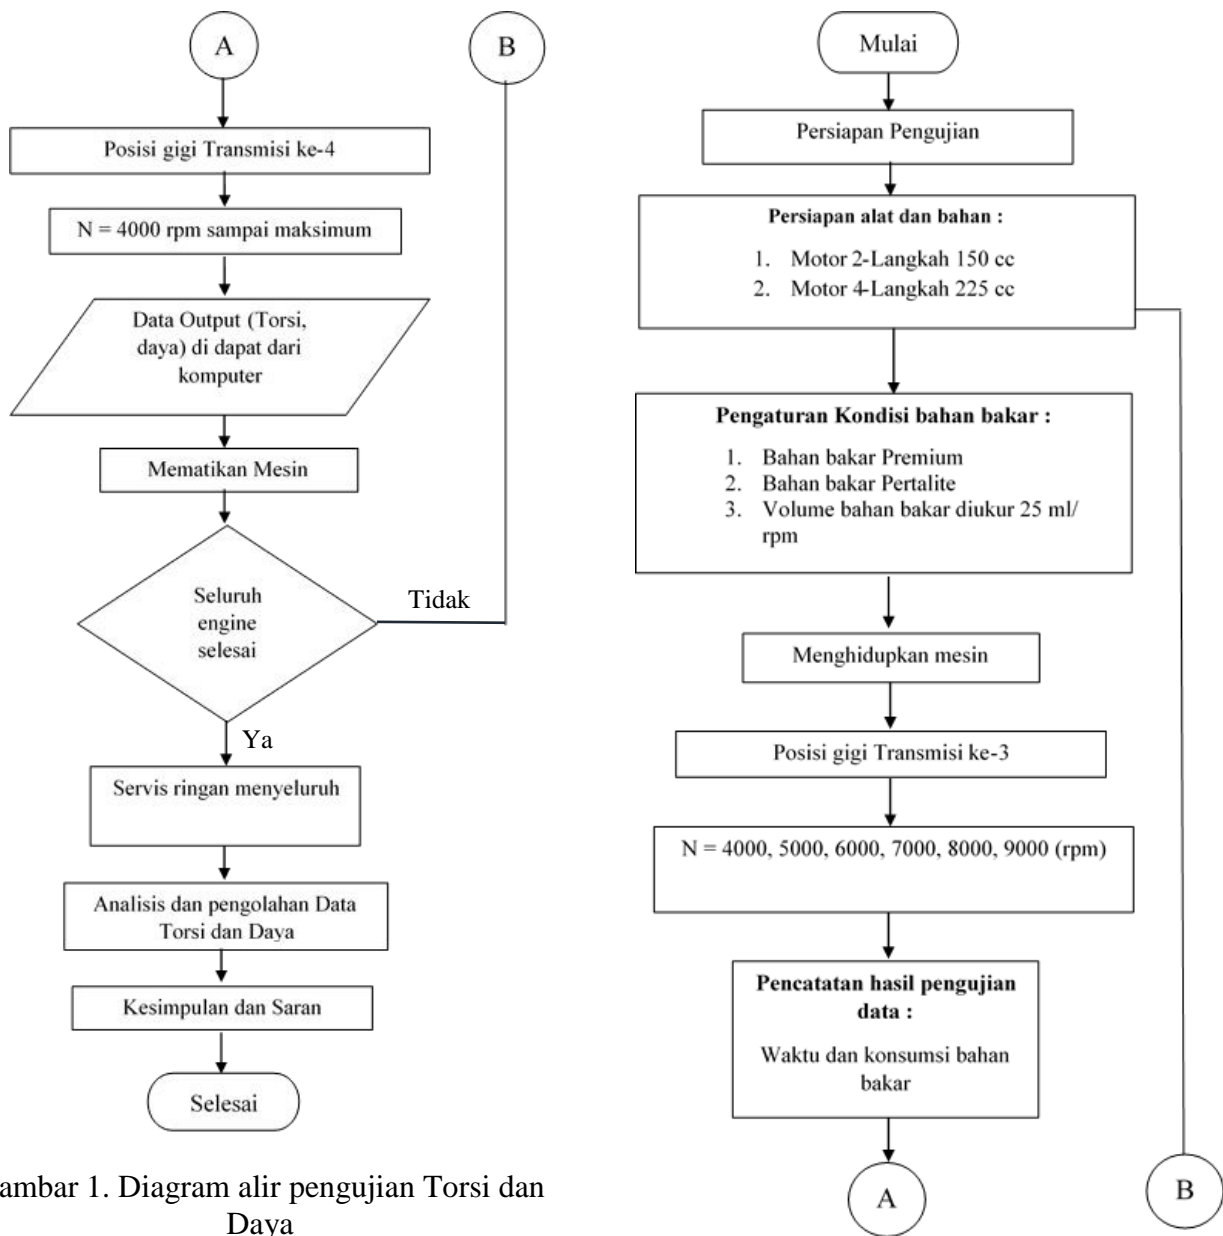 A
Posisi gigi Transmisi ke-4
N = 4000 rpm sampai maksimum
Data Output (Torsi,
daya) di dapat dari
komputer
Mematikan Mesin
Seluruh
engine
selesai
Tidak
Ya
Servis ringan menyeluruh
Analisis dan pengolahan Data
Torsi dan Daya
Kesimpulan dan Saran
Selesai
ambar 1. Diagram alir pengujian Torsi dan
Daya
B
Mulai
Persiapan Pengujian
Persiapan alat dan bahan :
1. Motor 2-Langkah 150 cc
2. Motor 4-Langkah 225 cc
Pengaturan Kondisi bahan bakar :
1. Bahan bakar Premium
2. Bahan bakar Pertalite
3. Volume bahan bakar diukur 25 ml/
rpm
Menghidupkan mesin
Posisi gigi Transmisi ke-3
N = 4000, 5000, 6000, 7000, 8000, 9000 (rpm)
Pencatatan hasil pengujian
data :
Waktu dan konsumsi bahan
bakar
A
B